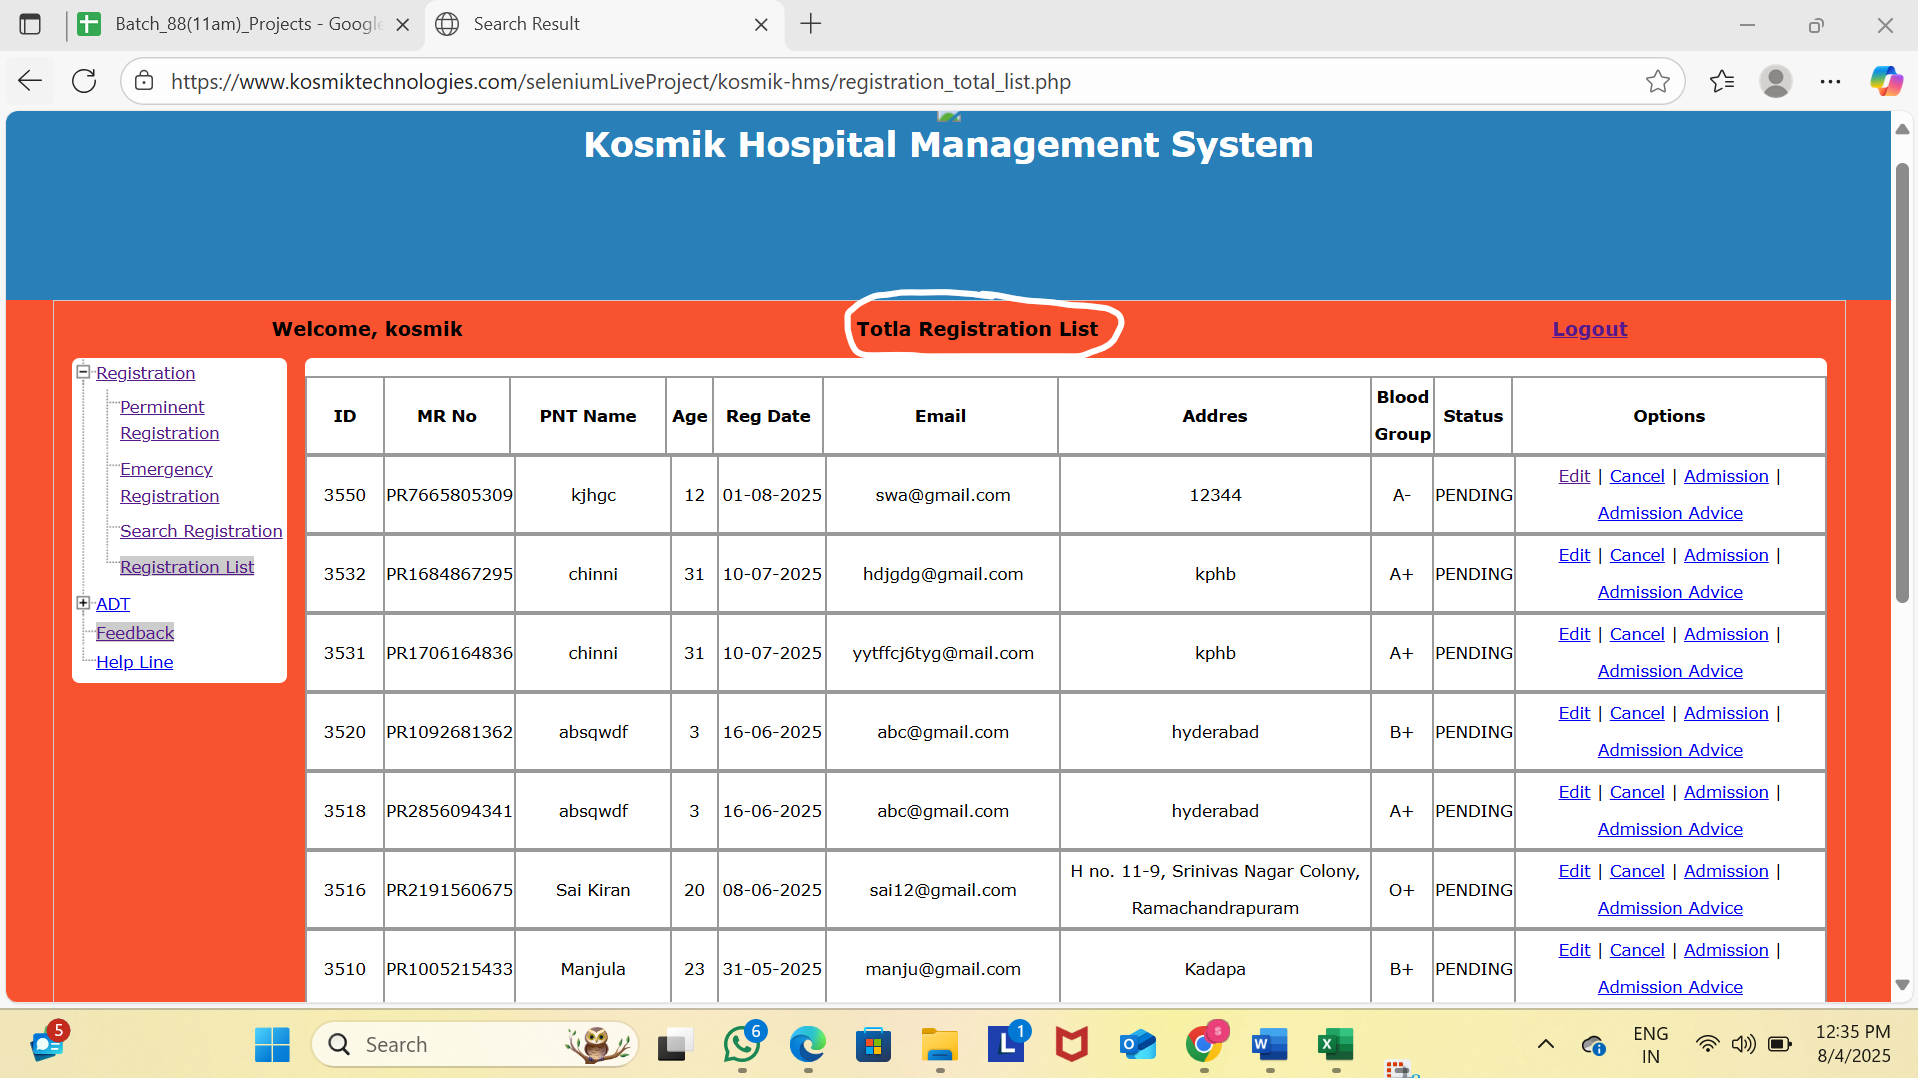 Batch_88(11am)_Projects - Google
Search Result
https://www.kosmiktechnologies.com/seleniumLiveProject/kosmik-hms/registration_total_list.php
Kosmik Hospital Management System
Welcome, kosmik
Totla Registration List
Logout
Registration
Perminent
Registration
Emergency
Registration
Search Registration
Registration List
ADT
Feedback
Help Line
ID MR No PNT Name Age Reg Date Email Addres Blood Group Status Options
3550 PR7665805309 kjhgc 12 01-08-2025 swa@gmail.com 12344 A- PENDING Edit | Cancel | Admission |
Admission Advice
3532 PR1684867295 chinni 31 10-07-2025 hdjgdg@gmail.com kphb A+ PENDING Edit | Cancel | Admission |
Admission Advice
3531 PR1706164836 chinni 31 10-07-2025 yytffcj6tyg@mail.com kphb A+ PENDING Edit | Cancel | Admission |
Admission Advice
3520 PR1092681362 absqwdf 3 16-06-2025 abc@gmail.com hyderabad B+ PENDING Edit | Cancel | Admission |
Admission Advice
3518 PR2856094341 absqwdf 3 16-06-2025 abc@gmail.com hyderabad A+ PENDING Edit | Cancel | Admission |
Admission Advice
3516 PR2191560675 Sai Kiran 20 08-06-2025 sai12@gmail.com H no. 11-9, Srinivas Nagar Colony, Ramachandrapuram O+ PENDING Edit | Cancel | Admission |
Admission Advice
3510 PR1005215433 Manjula 23 31-05-2025 manju@gmail.com Kadapa B+ PENDING Edit | Cancel | Admission |
Admission Advice
5
Search
6
1
S
ENG
IN
12:35 PM
8/4/2025